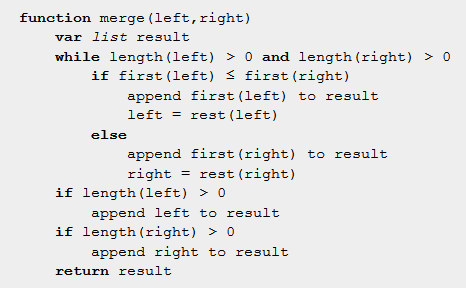 function merge(left,right)
var list result
while length(left) > 0 and length(right) > 0
if first(left) ≤ first(right)
append first(left) to result
left = rest(left)
else
append first(right) to result
right = rest(right)
if length(left) > 0
append left to result
if length(right) > 0
append right to result
return result